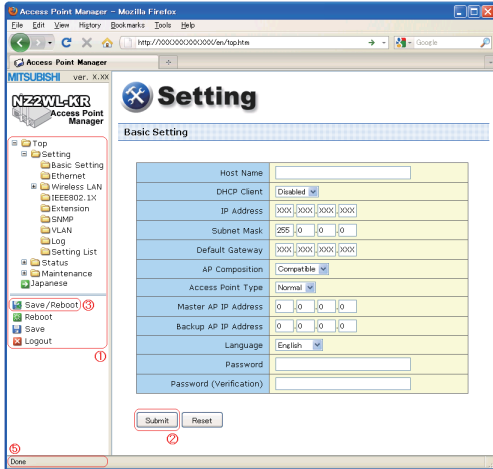 Access Point Manager - Mozilla Firefox
File Edit View History Bookmarks Tools Help
http://XXX.XXX.XXX.XXX/en/top.htm
Google
Access Point Manager
MITSUBISHI ver. X.XX
NZ2WL-KR
Access Point
Manager
Setting
Basic Setting
Top
Setting
Basic Setting
Ethernet
Wireless LAN
IEEE802.1X
Extension
SNMP
VLAN
Log
Setting List
Status
Maintenance
Japanese
Save/Reboot ③
Reboot
Save
Logout
①
Host Name
DHCP Client Disabled
IP Address XXX.XXX.XXX.XXX
Subnet Mask 255.0.0.0
Default Gateway XXX.XXX.XXX.XXX
AP Composition Compatible
Access Point Type Normal
Master AP IP Address 0.0.0.0
Backup AP IP Address 0.0.0.0
Language English
Password
Password (Verification)
Submit Reset
②
⑤
Done